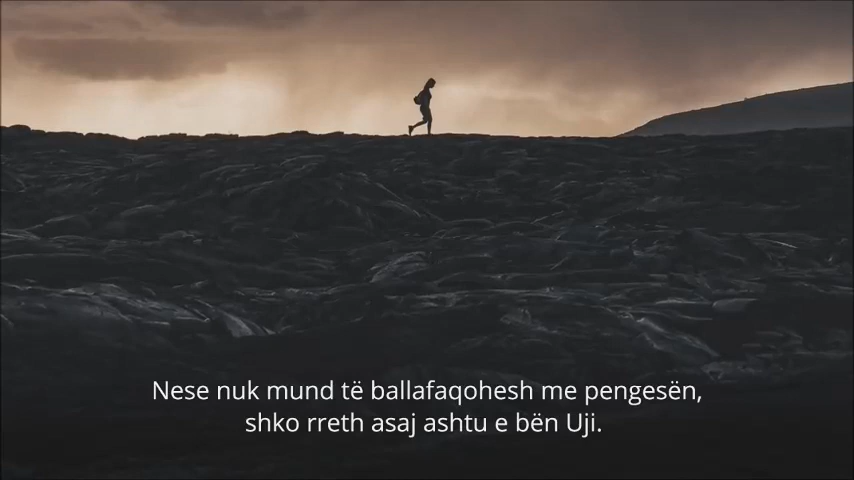 Nese nuk mund të ballafaqohesh me pengesën,
shko rreth asaj ashtu e bën Uji.